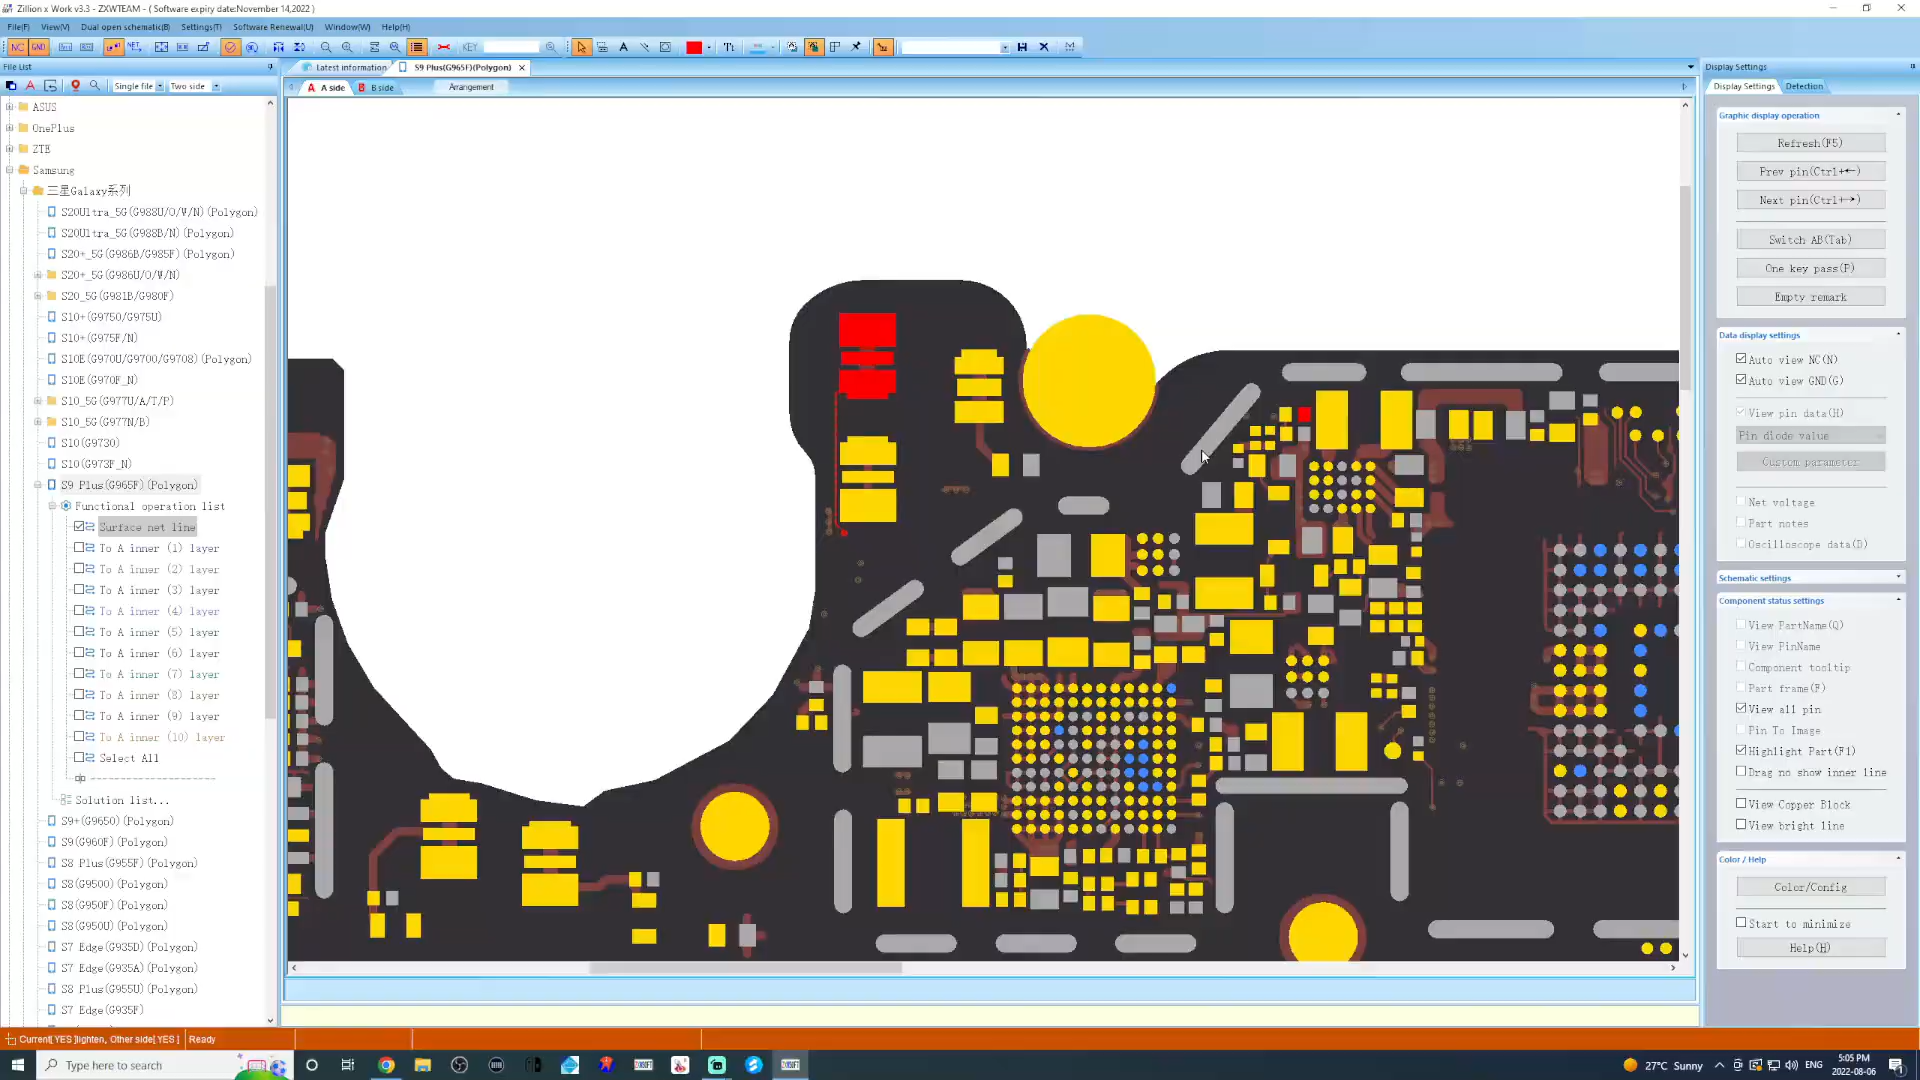 Zillion x Work v3.3 - ZXWTEAM - ( Software expiry date:November 14,2022 )
File(F) View(V) Dual open schematic(B) Settings(T) Software Renewal(U) Window(W) Help(H)
NC GND NET KEY A Tt
File List
Latest information S9 Plus(G965F)(Polygon)
Single file Two side
A A side B B side Arrangement
ASUS
OnePlus
ZTE
Samsung
三星Galaxy系列
S20Ultra_5G(G988U/O/W/N)(Polygon)
S20Ultra_5G(G988B/N)(Polygon)
S20+_5G(G986B/G985F)(Polygon)
S20+_5G(G986U/O/W/N)
S20_5G(G981B/G980F)
S10+(G9750/G975U)
S10+(G975F/N)
S10E(G970U/G9700/G9708)(Polygon)
S10E(G970F_N)
S10_5G(G977U/A/T/P)
S10_5G(G977N/B)
S10(G9730)
S10(G973F_N)
S9 Plus(G965F)(Polygon)
Functional operation list
Surface net line
To A inner (1) layer
To A inner (2) layer
To A inner (3) layer
To A inner (4) layer
To A inner (5) layer
To A inner (6) layer
To A inner (7) layer
To A inner (8) layer
To A inner (9) layer
To A inner (10) layer
Select All
Solution list...
S9+(G9650)(Polygon)
S9(G960F)(Polygon)
S8 Plus(G955F)(Polygon)
S8(G9500)(Polygon)
S8(G950F)(Polygon)
S8(G950U)(Polygon)
S7 Edge(G935D)(Polygon)
S7 Edge(G935A)(Polygon)
S8 Plus(G955U)(Polygon)
S7 Edge(G935F)
Display Settings
Display Settings Detection
Graphic display operation
Refresh(F5)
Prev pin(Ctrl+←)
Next pin(Ctrl+→)
Switch AB(Tab)
One key pass(P)
Empty remark
Data display settings
Auto view NC(N)
Auto view GND(G)
View pin data(H)
Pin diode value
Custom parameter
Net voltage
Part notes
Oscilloscope data(D)
Schematic settings
Component status settings
View PartName(Q)
View PinName
Component tooltip
Part frame(F)
View all pin
Pin To Image
Highlight Part(F1)
Drag no show inner line
View Copper Block
View bright line
Color / Help
Color/Config
Start to minimize
Help(H)
Current[ YES ]lighten, Other side[ YES ] Ready
Type here to search
27°C Sunny ENG 5:05 PM
2022-08-06